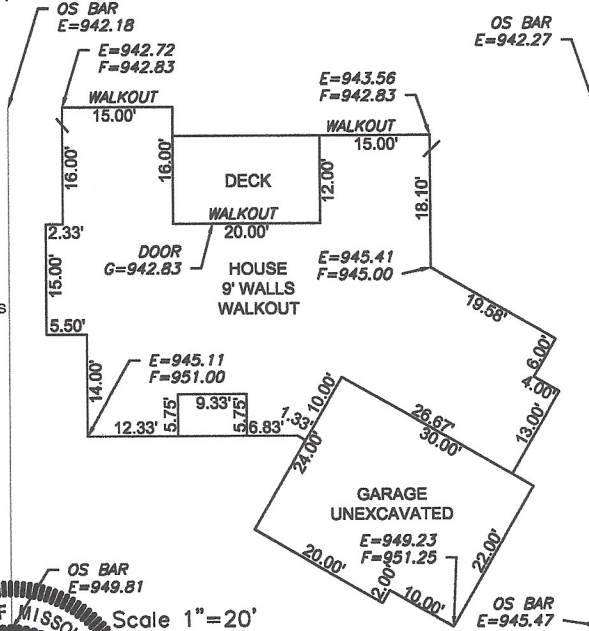 OS BAR
E=942.18
OS BAR
E=942.27
E=942.72
F=942.83
E=943.56
F=942.83
WALKOUT
15.00'
WALKOUT
15.00'
16.00'
16.00'
DECK
12.00'
18.10'
WALKOUT
20.00'
2.33'
DOOR
G=942.83
E=945.41
F=945.00
HOUSE
9' WALLS
WALKOUT
15.00'
S
5.50'
19.58'
6.00'
4.00'
E=945.11
F=951.00
14.00'
9.33'
5.75'
5.75'
12.33'
6.83'
1.33'
10.00'
26.67'
30.00'
13.00'
24.00'
GARAGE
UNEXCAVATED
E=949.23
F=951.25
20.00'
2.00'
10.00'
22.00'
OS BAR
E=949.81
OS BAR
E=945.47
F MISSO
Scale 1"=20'